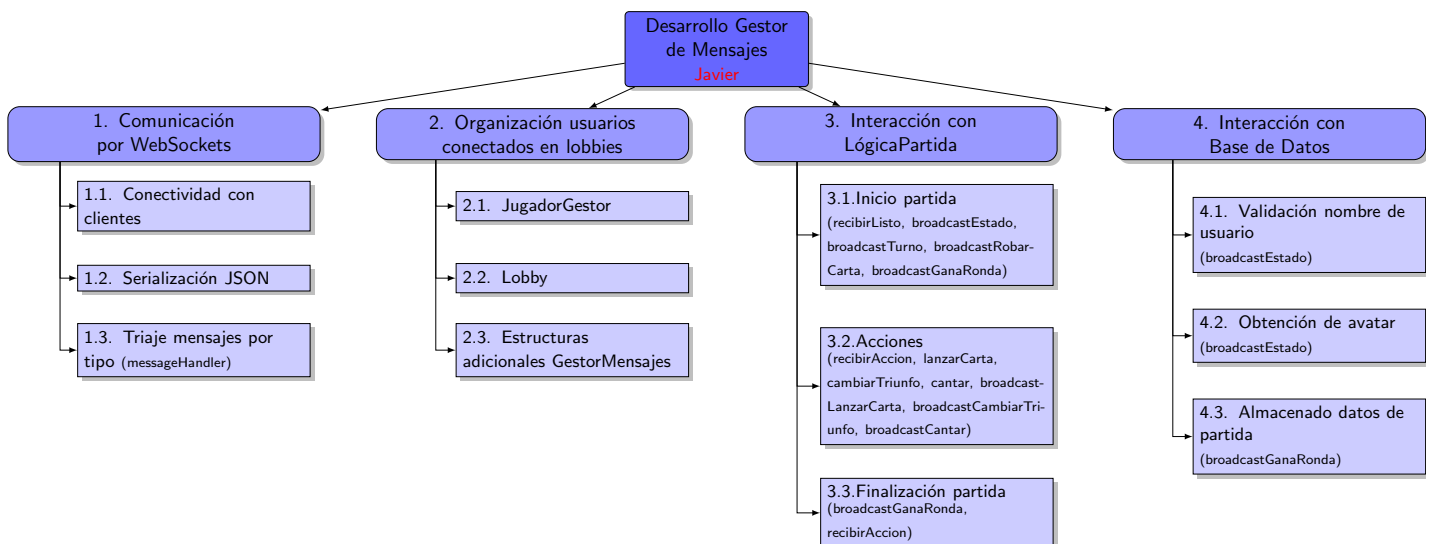 Desarrollo Gestor
de Mensajes
Javier
1. Comunicación
por WebSockets
1.1. Conectividad con
clientes
1.2. Serialización JSON
1.3. Triaje mensajes por
tipo (messageHandler)
2. Organización usuarios
conectados en lobbies
2.1. JugadorGestor
2.2. Lobby
2.3. Estructuras
adicionales GestorMensajes
3. Interacción con
LógicaPartida
3.1.Inicio partida
(recibirListo, broadcastEstado,
broadcastTurno, broadcastRobar-
Carta, broadcastGanaRonda)
3.2.Acciones
(recibirAccion, lanzarCarta,
cambiarTriunfo, cantar, broadcast-
LanzarCarta, broadcastCambiarTri-
unfo, broadcastCantar)
3.3.Finalización partida
(broadcastGanaRonda,
recibirAccion)
4. Interacción con
Base de Datos
4.1. Validación nombre de
usuario
(broadcastEstado)
4.2. Obtención de avatar
(broadcastEstado)
4.3. Almacenado datos de
partida
(broadcastGanaRonda)